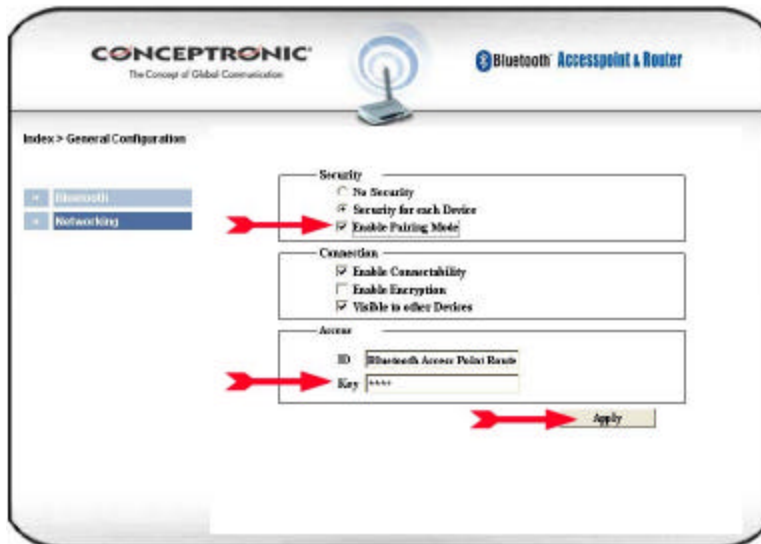 CONCEPTRONIC
The Concept of Global Communication
Bluetooth Accesspoint & Router
Index > General Configuration
Bluetooth
Networking
Security
No Security
Security for each Device
Enable Pairing Mode
Connection
Enable Connectability
Enable Encryption
Visible to other Devices
Access
ID Bluetooth Access Point Route
Key ****
Apply